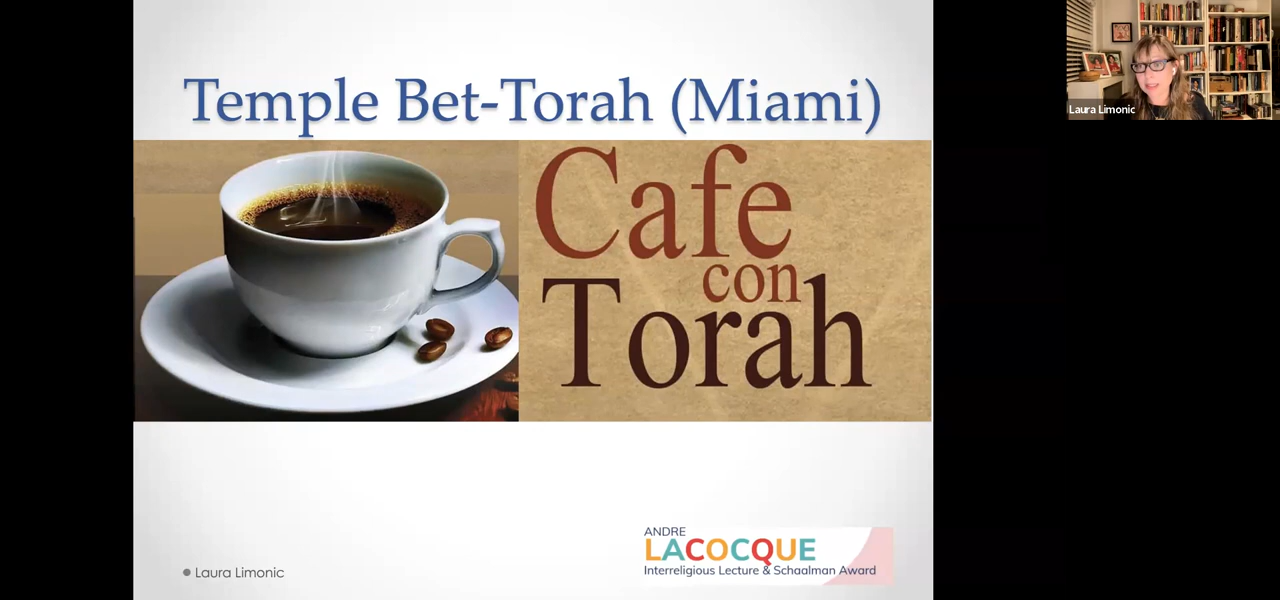 Temple Bet-Torah (Miami)
Cafe
con
Torah
Laura Limonic
ANDRE
LACOCQUE
Interreligious Lecture & Schaalman Award
Laura Limonic